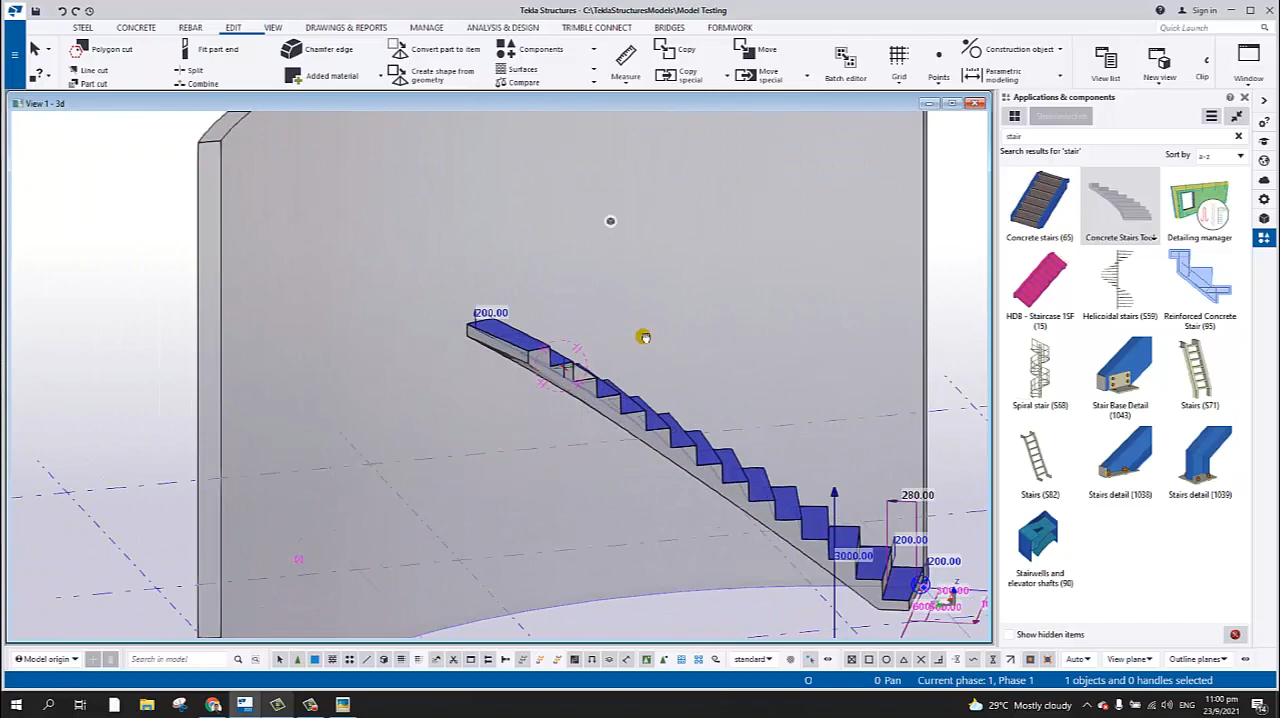 Tekla Structures - C:\TeklaStructuresModels\Model Testing
Sign in
STEEL CONCRETE REBAR EDIT VIEW DRAWINGS & REPORTS MANAGE ANALYSIS & DESIGN TRIMBLE CONNECT BRIDGES FORMWORK
Quick Launch
Polygon cut
Line cut
Part cut
Fit part end
Split
Combine
Chamfer edge
Added material
Convert part to item
Create shape from
geometry
Components
Surfaces
Compare
Measure
Copy
Copy
special
Move
Move
special
Batch editor
Grid
Points
Construction object
Parametric
modeling
View list
New view
Clip
Window
View 1 - 3d
200.00
280.00
200.00
200.00
3000.00
Applications & components
stair
Search results for 'stair'
Sort by
a-z
Concrete stairs (65)
Concrete Stairs Tool
Detailing manager
HDB - Staircase 1SF
(15)
Helicoidal stairs (S59)
Reinforced Concrete
Stair (95)
Spiral stair (S68)
Stair Base Detail
(1043)
Stairs (S71)
Stairs (S82)
Stairs detail (1038)
Stairs detail (1039)
Stairwells and
elevator shafts (90)
Show hidden items
Model origin
Search in model
standard
Auto
View plane
Outline planes
O
0 Pan
Current phase: 1, Phase 1
1 objects and 0 handles selected
29°C Mostly cloudy
ENG
11:00 pm
23/9/2021